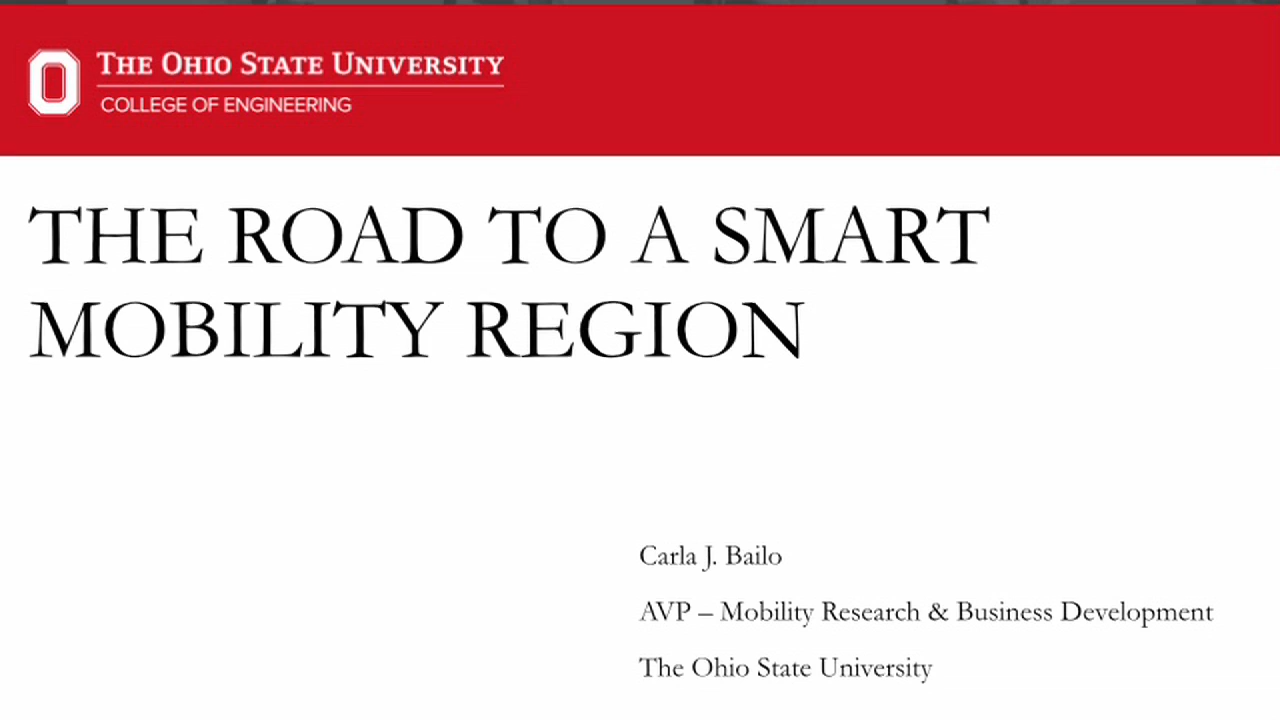 THE OHIO STATE UNIVERSITY
COLLEGE OF ENGINEERING
THE ROAD TO A SMART
MOBILITY REGION
Carla J. Bailo
AVP – Mobility Research & Business Development
The Ohio State University